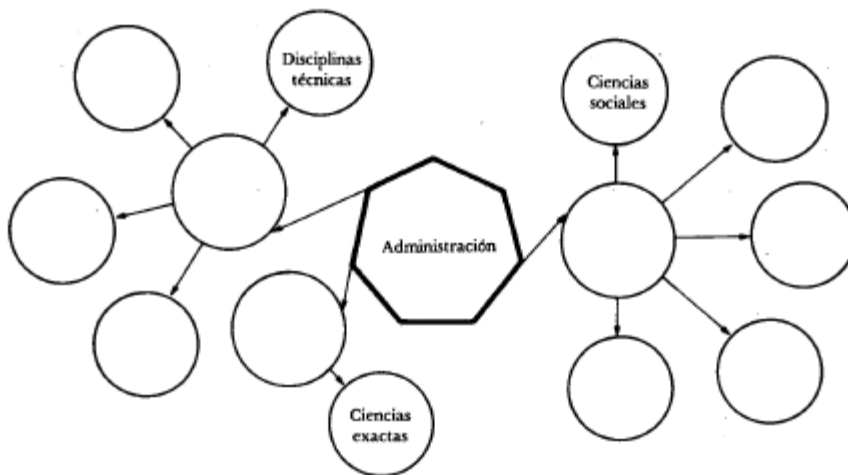 Disciplinas
técnicas
Ciencias
sociales
Administración
Ciencias
exactas